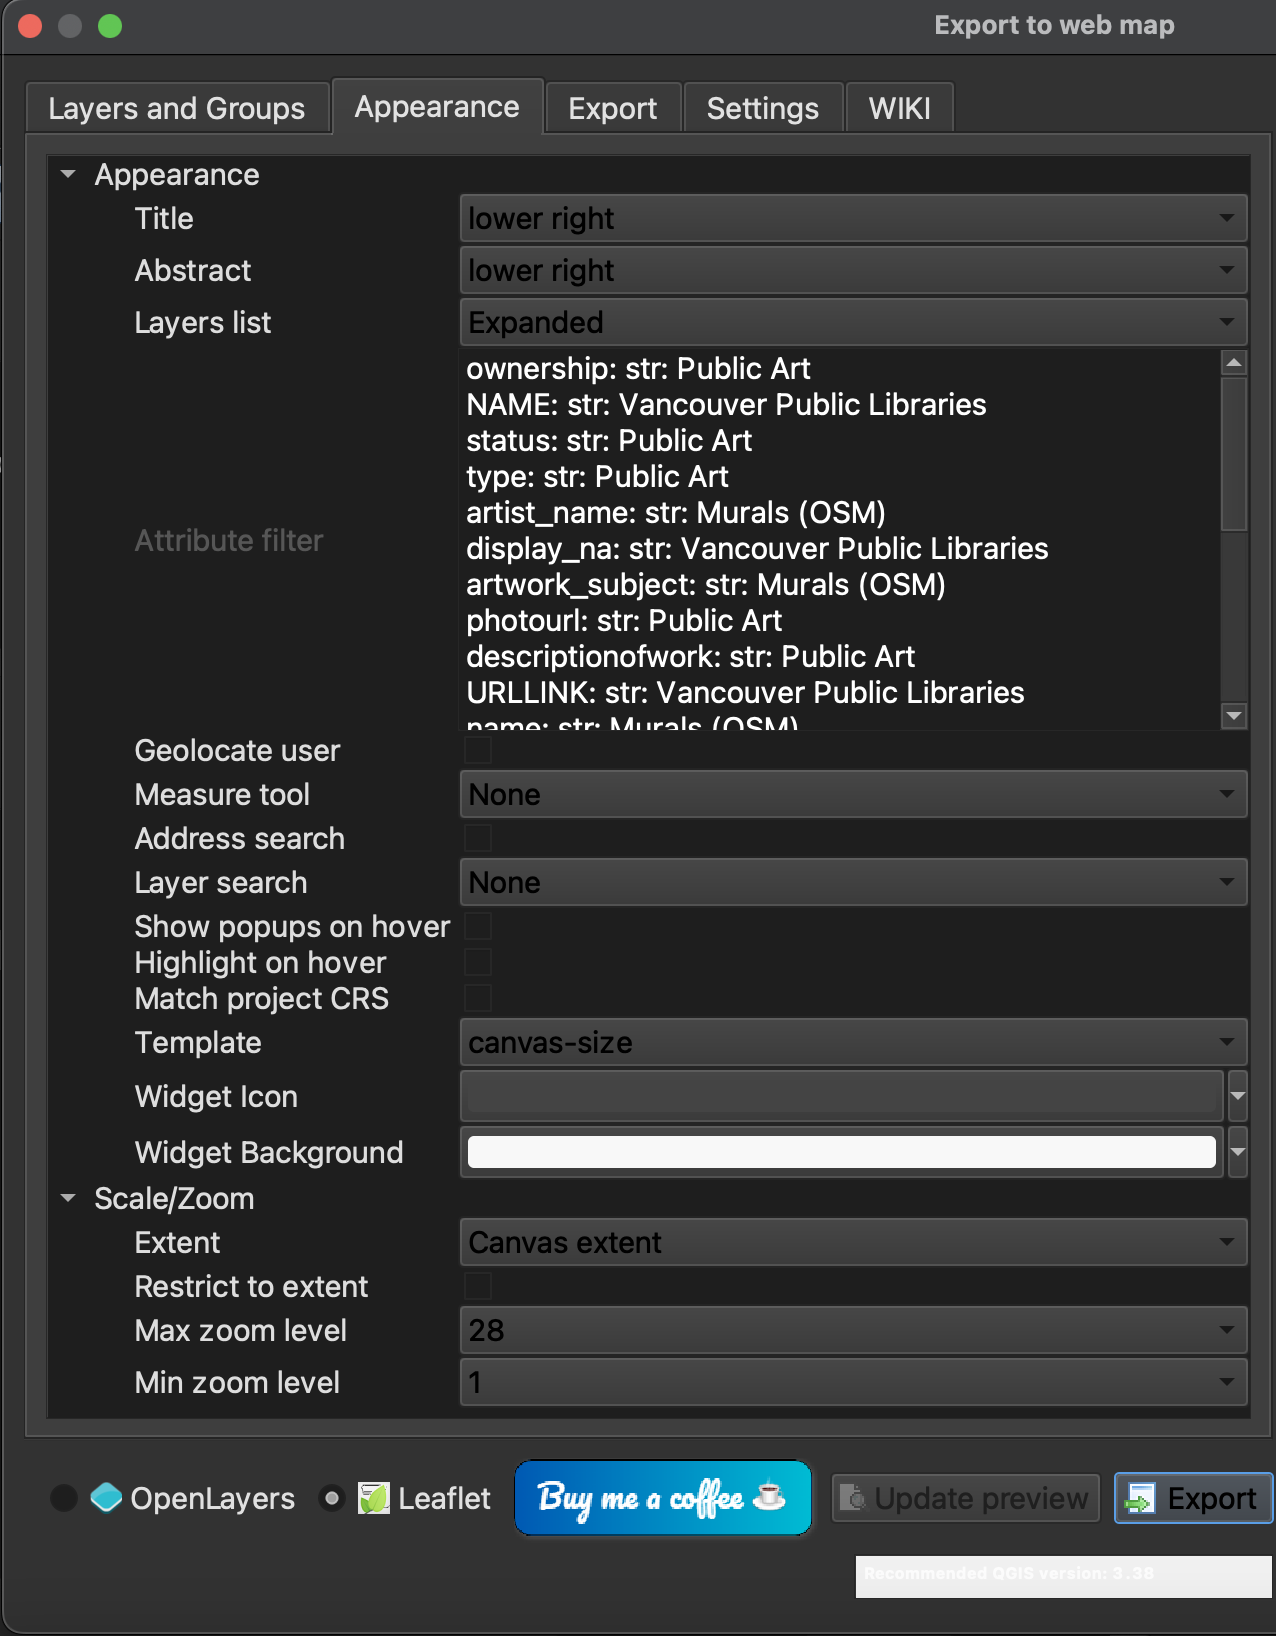 Export to web map
Layers and Groups Appearance Export Settings WIKI
Appearance
Title lower right
Abstract lower right
Layers list Expanded
ownership: str: Public Art
NAME: str: Vancouver Public Libraries
status: str: Public Art
type: str: Public Art
artist_name: str: Murals (OSM)
Attribute filter
display_na: str: Vancouver Public Libraries
artwork_subject: str: Murals (OSM)
photourl: str: Public Art
descriptionofwork: str: Public Art
URLLINK: str: Vancouver Public Libraries
name: str: Murals (OSM)
Geolocate user
Measure tool None
Address search
Layer search None
Show popups on hover
Highlight on hover
Match project CRS
Template canvas-size
Widget Icon
Widget Background
Scale/Zoom
Extent Canvas extent
Restrict to extent
Max zoom level 28
Min zoom level 1
OpenLayers Leaflet Buy me a coffee Update preview Export
Recommended QGIS version: 3.38